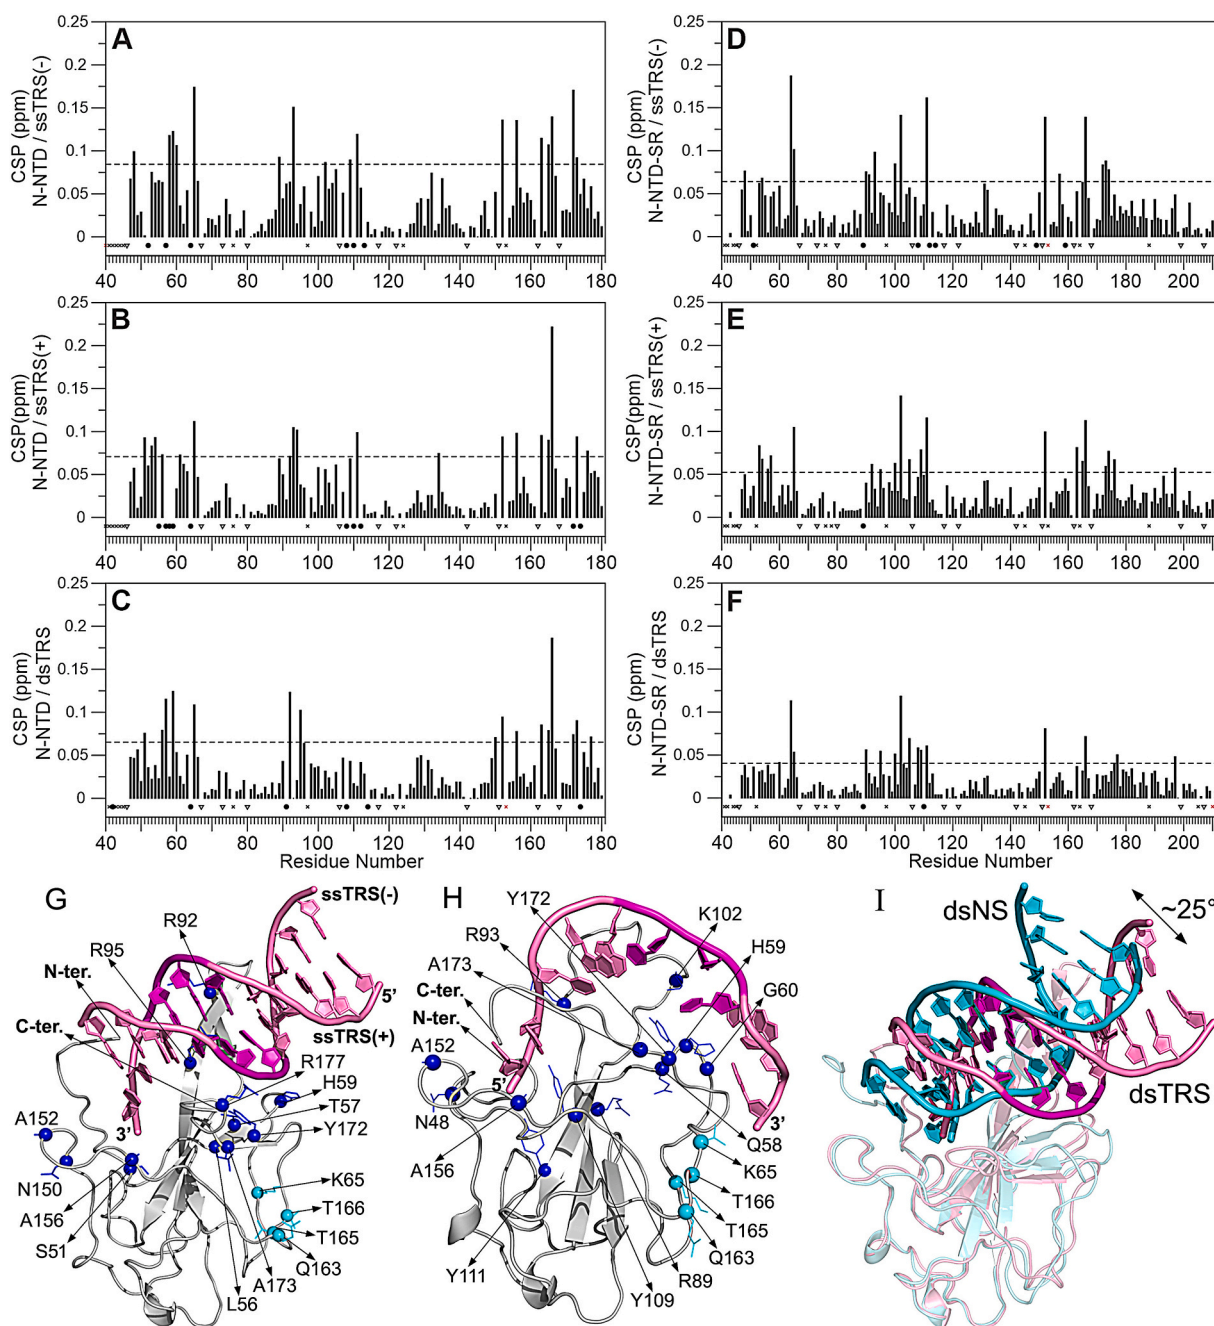 A
CSP (ppm)
N-NTD / ssTRS(-)
0.25
0.2
0.15
0.1
0.05
0
40 60 80 100 120 140 160 180
D
CSP (ppm)
N-NTD-SR / ssTRS(-)
0.25
0.2
0.15
0.1
0.05
0
40 60 80 100 120 140 160 180 200
B
CSP(ppm)
N-NTD / ssTRS(+)
0.25
0.2
0.15
0.1
0.05
0
40 60 80 100 120 140 160 180
E
CSP(ppm)
N-NTD-SR / ssTRS(+)
0.25
0.2
0.15
0.1
0.05
0
40 60 80 100 120 140 160 180 200
C
CSP (ppm)
N-NTD / dsTRS
0.25
0.2
0.15
0.1
0.05
0
40 60 80 100 120 140 160 180
Residue Number
F
CSP (ppm)
N-NTD-SR / dsTRS
0.25
0.2
0.15
0.1
0.05
0
40 60 80 100 120 140 160 180 200
Residue Number
G
ssTRS(-)
R92
R95
N-ter.
C-ter.
5'
ssTRS(+)
R177
H59
T57
Y172
A152
3'
N150
A156
S51
K65
T166
T165
Q163
A173
L56
H
Y172
R93
A173
C-ter.
N-ter.
A152
5'
N48
A156
Y111
K102
H59
G60
3'
Q58
K65
T166
T165
Q163
R89
Y109
I
dsNS
~25°
dsTRS